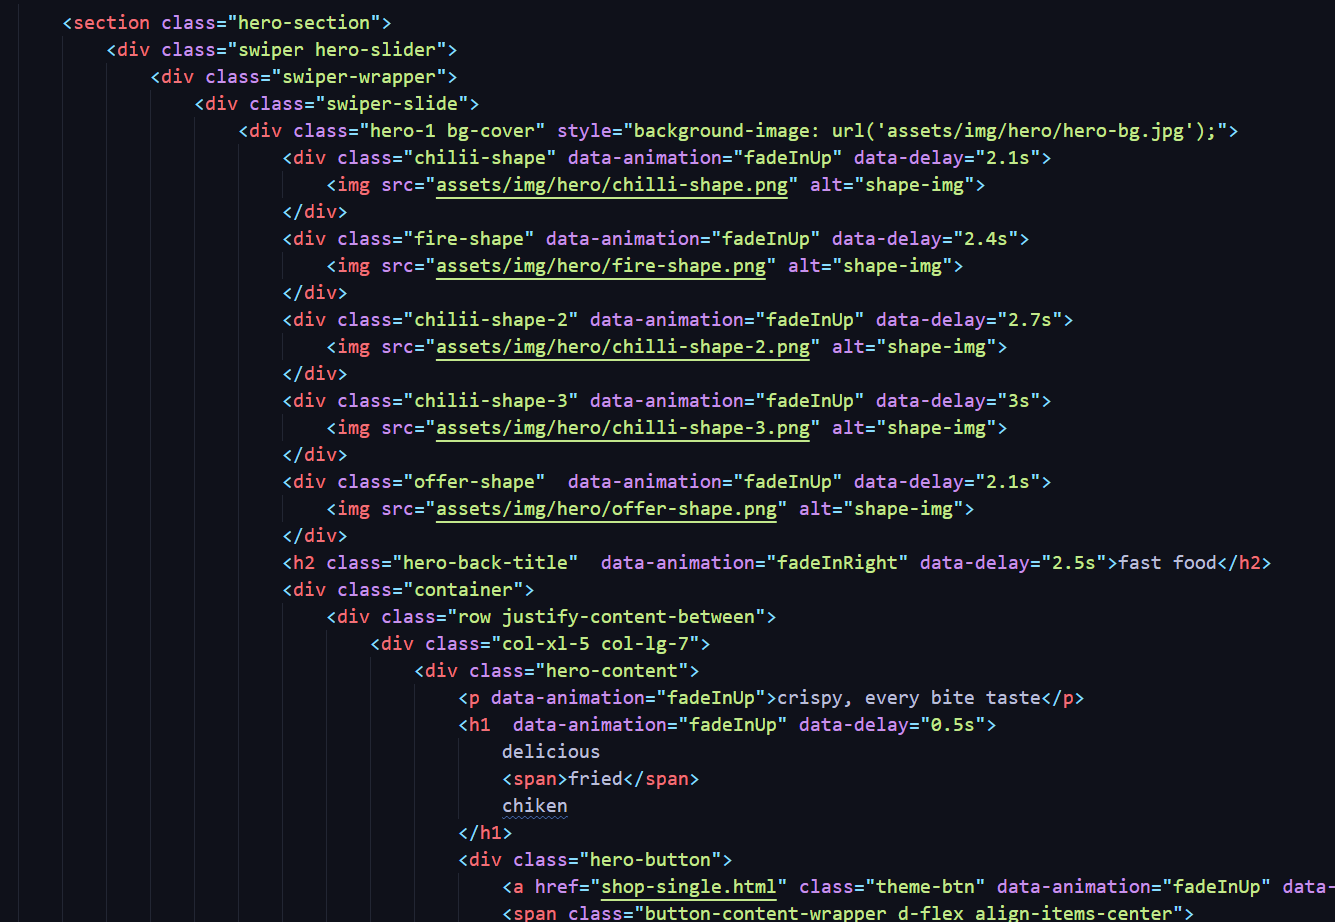 <section class="hero-section">
<div class="swiper hero-slider">
<div class="swiper-wrapper">
<div class="swiper-slide">
<div class="hero-1 bg-cover" style="background-image: url('assets/img/hero/hero-bg.jpg');">
<div class="chilii-shape" data-animation="fadeInUp" data-delay="2.1s">
<img src="assets/img/hero/chilli-shape.png" alt="shape-img">
</div>
<div class="fire-shape" data-animation="fadeInUp" data-delay="2.4s">
<img src="assets/img/hero/fire-shape.png" alt="shape-img">
</div>
<div class="chilii-shape-2" data-animation="fadeInUp" data-delay="2.7s">
<img src="assets/img/hero/chilli-shape-2.png" alt="shape-img">
</div>
<div class="chilii-shape-3" data-animation="fadeInUp" data-delay="3s">
<img src="assets/img/hero/chilli-shape-3.png" alt="shape-img">
</div>
<div class="offer-shape"  data-animation="fadeInUp" data-delay="2.1s">
<img src="assets/img/hero/offer-shape.png" alt="shape-img">
</div>
<h2 class="hero-back-title"  data-animation="fadeInRight" data-delay="2.5s">fast food</h2>
<div class="container">
<div class="row justify-content-between">
<div class="col-xl-5 col-lg-7">
<div class="hero-content">
<p data-animation="fadeInUp">crispy, every bite taste</p>
<h1  data-animation="fadeInUp" data-delay="0.5s">
delicious
<span>fried</span>
chiken
</h1>
<div class="hero-button">
<a href="shop-single.html" class="theme-btn" data-animation="fadeInUp" data-
<span class="button-content-wrapper d-flex align-items-center">